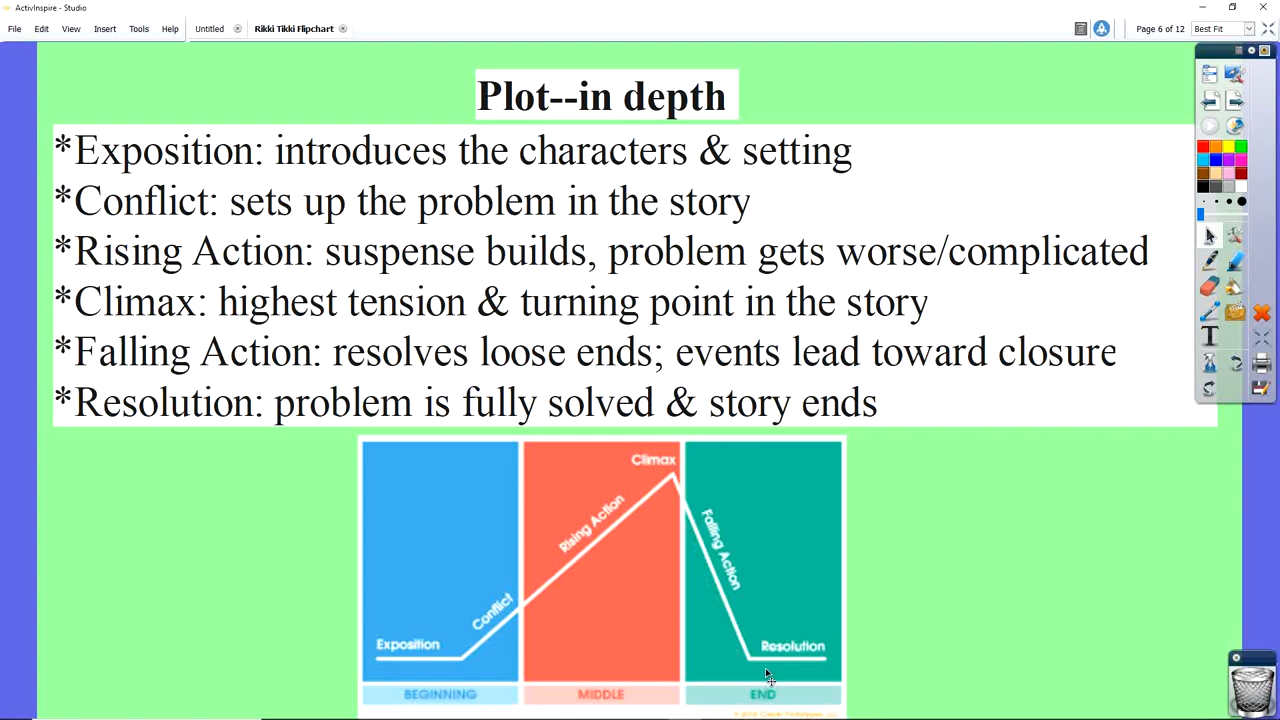 ActivInspire - Studio
File Edit View Insert Tools Help Untitled Rikki Tikki Flipchart Page 6 of 12 Best Fit
Plot--in depth
*Exposition: introduces the characters & setting
*Conflict: sets up the problem in the story
*Rising Action: suspense builds, problem gets worse/complicated
*Climax: highest tension & turning point in the story
*Falling Action: resolves loose ends; events lead toward closure
*Resolution: problem is fully solved & story ends
Climax
Rising Action
Falling Action
Conflict
Exposition
Resolution
BEGINNING MIDDLE END